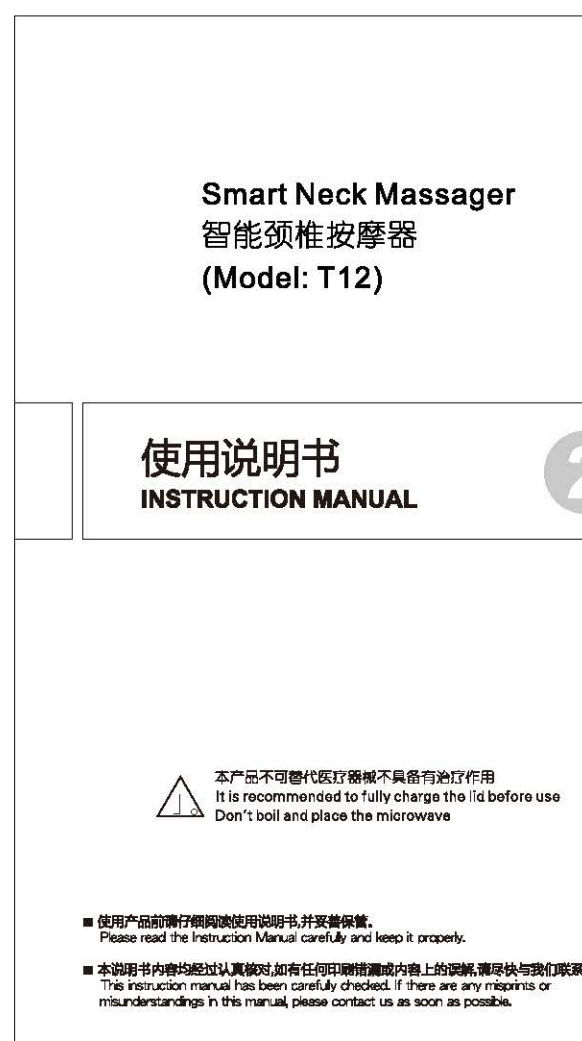 Smart Neck Massager
智能颈椎按摩器
(Model: T12)
使用说明书
INSTRUCTION MANUAL
2
本产品不可替代医疗器械不具备有治疗作用
It is recommended to fully charge the lid before use
Don't boil and place the microwave
■ 使用产品前请仔细阅读使用说明书,并妥善保管。
Please read the Instruction Manual carefully and keep it properly.
■ 本说明书内容均经过认真核对,如有任何印刷错漏或内容上的误解,请尽快与我们联系
This instruction manual has been carefully checked. If there are any misprints or
misunderstandings in this manual, please contact us as soon as possible.